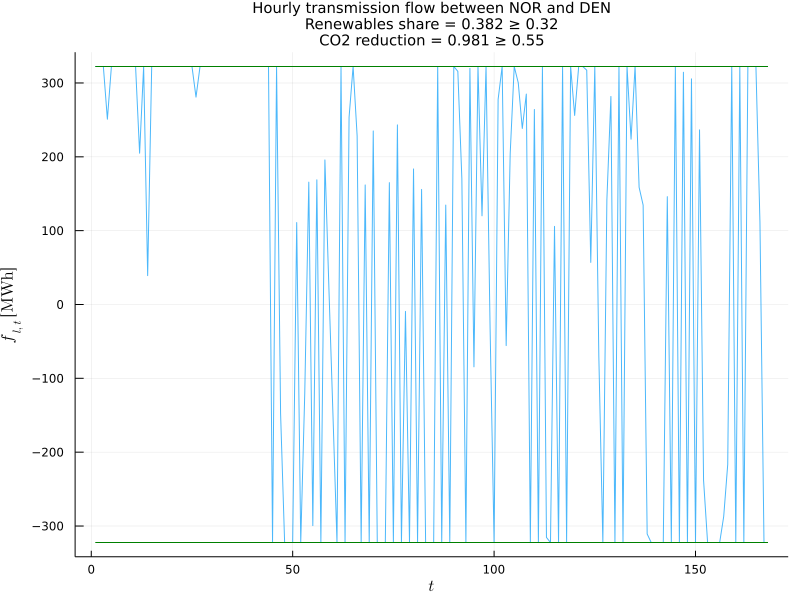 Hourly transmission flow between NOR and DEN
Renewables share = 0.382 ≥ 0.32
CO2 reduction = 0.981 ≥ 0.55
300
200
100
0
−100
−200
−300
f_{l,t} [MWh]
0
50
100
150
t